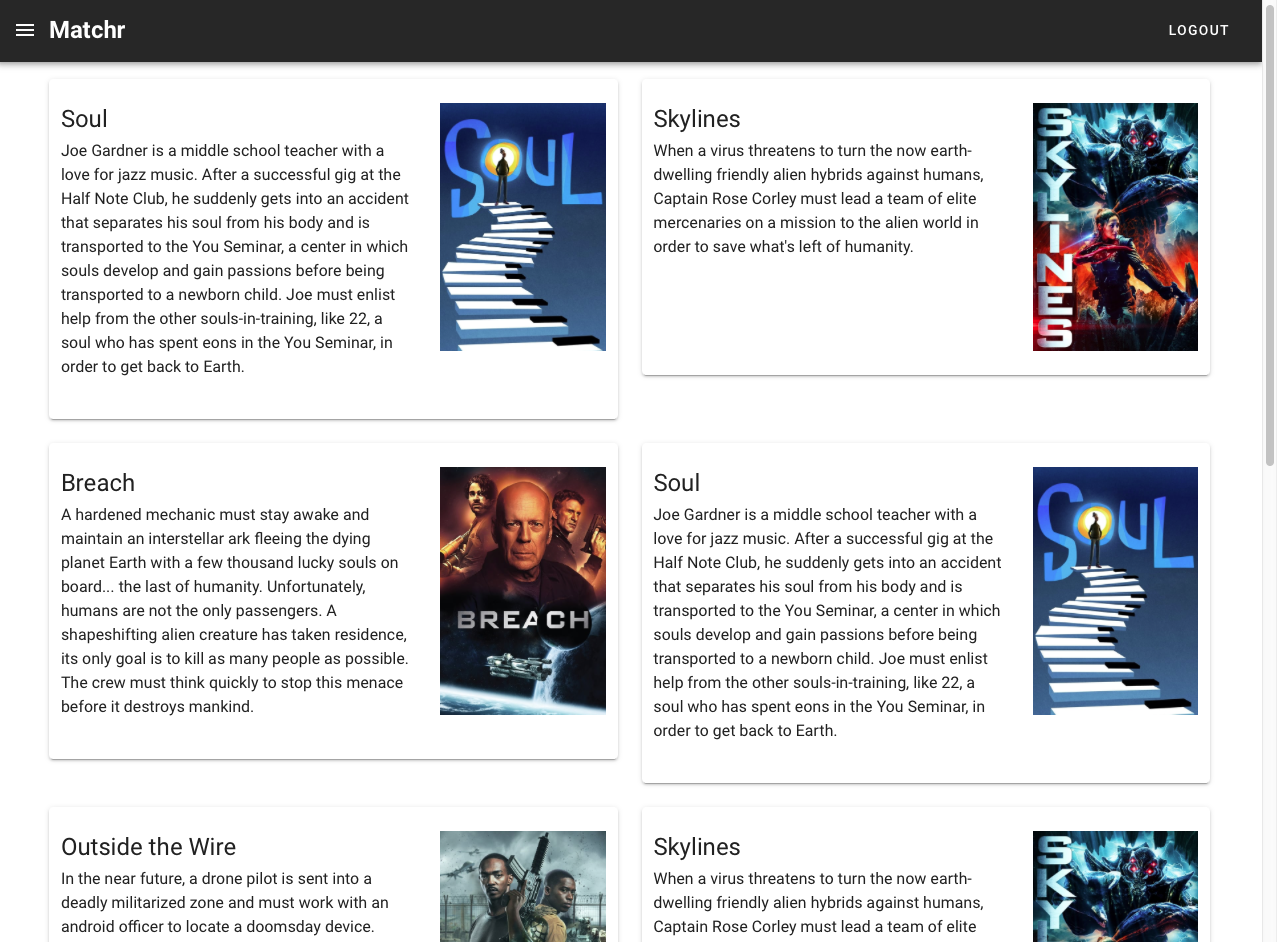 Matchr
LOGOUT
Soul
Joe Gardner is a middle school teacher with a
love for jazz music. After a successful gig at the
Half Note Club, he suddenly gets into an accident
that separates his soul from his body and is
transported to the You Seminar, a center in which
souls develop and gain passions before being
transported to a newborn child. Joe must enlist
help from the other souls-in-training, like 22, a
soul who has spent eons in the You Seminar, in
order to get back to Earth.
SOUL
Skylines
When a virus threatens to turn the now earth-
dwelling friendly alien hybrids against humans,
Captain Rose Corley must lead a team of elite
mercenaries on a mission to the alien world in
order to save what's left of humanity.
SKYLINES
Breach
A hardened mechanic must stay awake and
maintain an interstellar ark fleeing the dying
planet Earth with a few thousand lucky souls on
board... the last of humanity. Unfortunately,
humans are not the only passengers. A
shapeshifting alien creature has taken residence,
its only goal is to kill as many people as possible.
The crew must think quickly to stop this menace
before it destroys mankind.
BREACH
Soul
Joe Gardner is a middle school teacher with a
love for jazz music. After a successful gig at the
Half Note Club, he suddenly gets into an accident
that separates his soul from his body and is
transported to the You Seminar, a center in which
souls develop and gain passions before being
transported to a newborn child. Joe must enlist
help from the other souls-in-training, like 22, a
soul who has spent eons in the You Seminar, in
order to get back to Earth.
SOUL
Outside the Wire
In the near future, a drone pilot is sent into a
deadly militarized zone and must work with an
android officer to locate a doomsday device.
Skylines
When a virus threatens to turn the now earth-
dwelling friendly alien hybrids against humans,
Captain Rose Corley must lead a team of elite
SKY